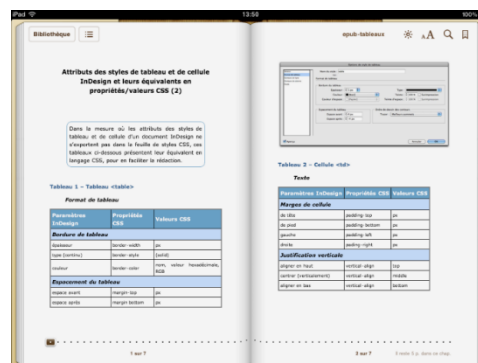 iPad
13:50
100%
Bibliothèque
epub-tableaux
AA
Attributs des styles de tableau et de cellule
InDesign et leurs équivalents en
propriétés/valeurs CSS (2)
Dans la mesure où les attributs des styles de
tableau et de cellule d'un document InDesign ne
s'exportent pas dans la feuille de styles CSS, ces
tableaux ci-dessous présentent leur équivalent en
langage CSS, pour en faciliter la rédaction.
Tableau 1 – Tableau <table>
Format de tableau
Paramètres InDesign Propriétés CSS Valeurs CSS
Bordure de tableau
épaisseur border-width px
type (continu) border-style (solid)
couleur border-color nom, valeur hexadécimale, RGB
Espacement du tableau
espace avant margin-top px
espace après margin-bottom px
1 sur 7
Tableau 2 – Cellule <td>
Texte
Paramètres InDesign Propriétés CSS Valeurs CSS
Marges de cellule
de tête padding-top px
de pied padding-bottom px
gauche padding-left px
droite padding-right px
Justification verticale
aligner en haut vertical-align top
centrer (verticalement) vertical-align middle
aligner en bas vertical-align bottom
3 sur 7